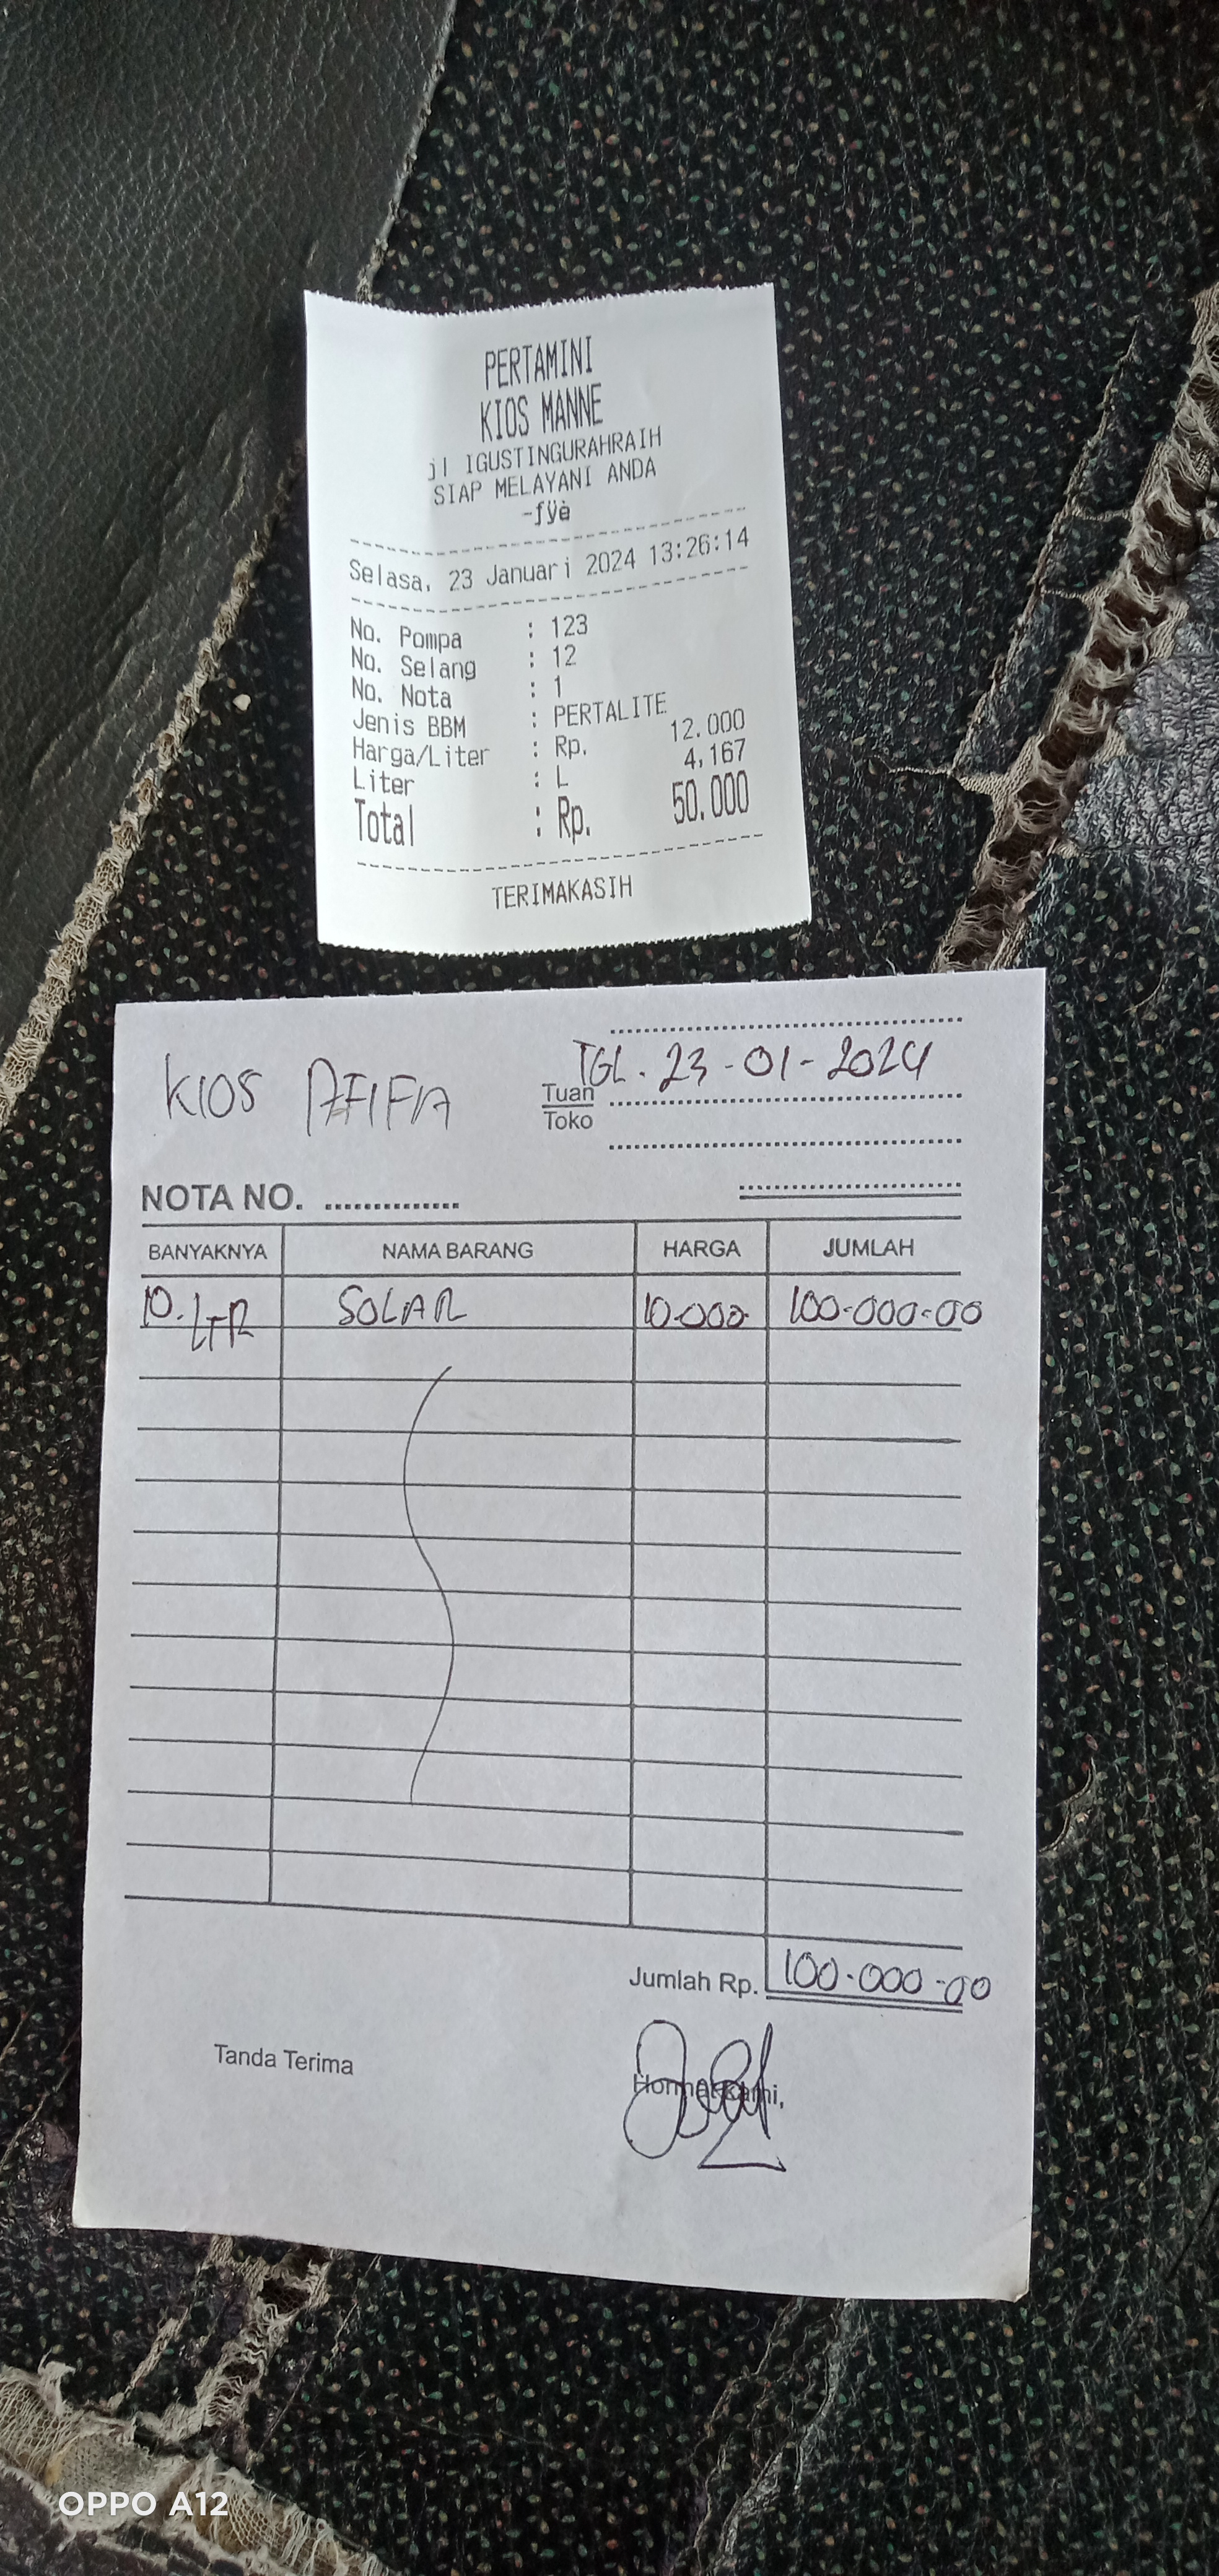 PERTAMINI
KIOS MANNE
jl IGUSTINGURAHRAIH
SIAP MELAYANI ANDA
-fÿè
Selasa, 23 Januari 2024 13:26:14
No. Pompa : 123
No. Selang : 12
No. Nota : 1
Jenis BBM : PERTALITE
Harga/Liter : Rp. 12.000
Liter : L 4,167
Total : Rp. 50.000
TERIMAKASIH
KIOS AFIFA
TGL. 23-01-2024
Tuan
Toko
NOTA NO. ..............
BANYAKNYA NAMA BARANG HARGA JUMLAH
10. LTR SOLAR 10.000 100.000.00
Jumlah Rp. 100.000.00
Tanda Terima
Hormat Kami,
OPPO A12